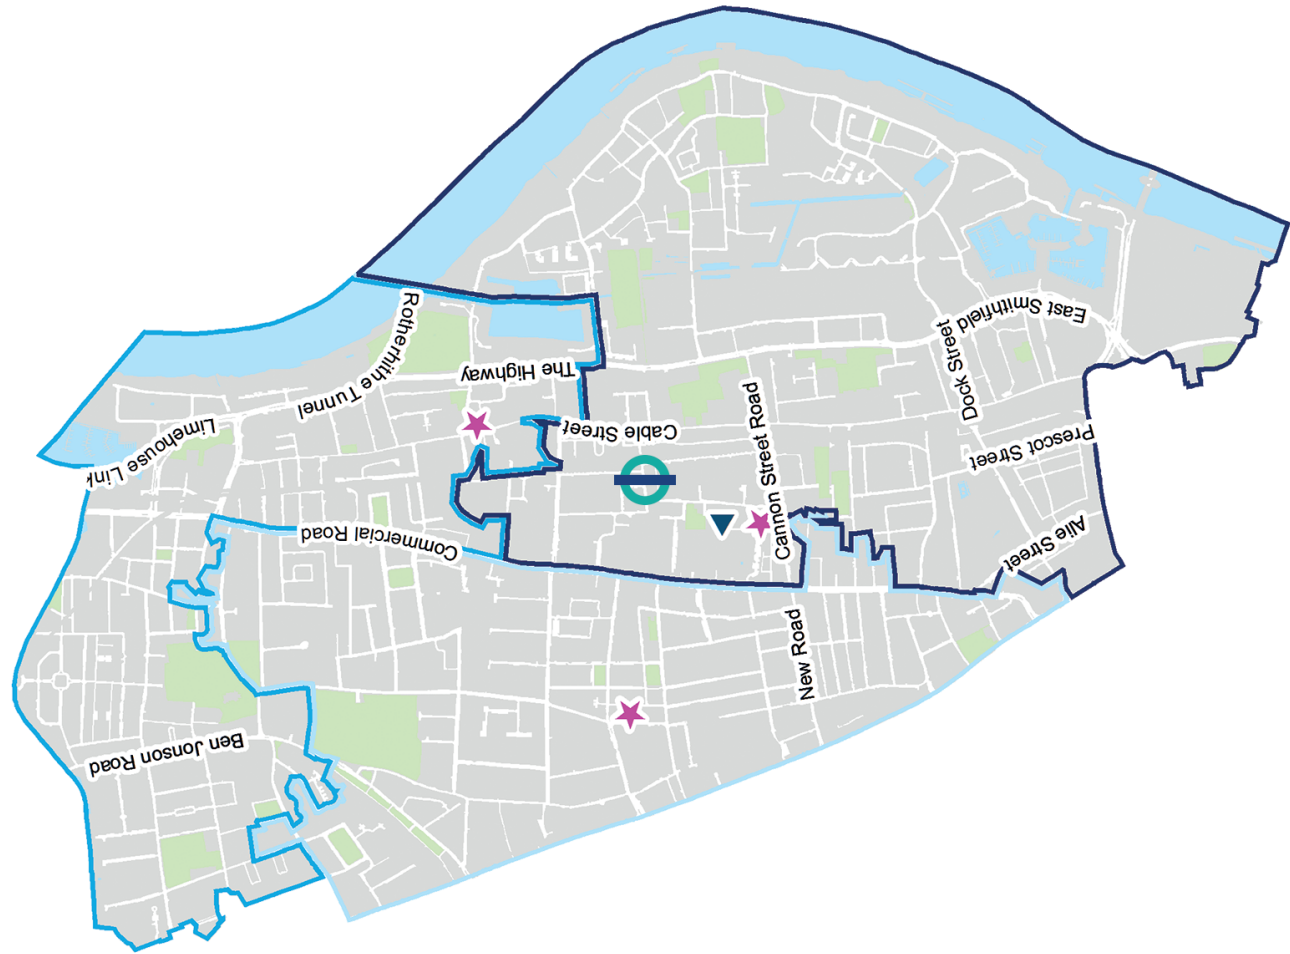 Rotherhithe Tunnel
The Highway
Limehouse Link
Cable Street
Cannon Street Road
Dock Street
East Smithfield
Prescot Street
Alie Street
Commercial Road
New Road
Ben Jonson Road